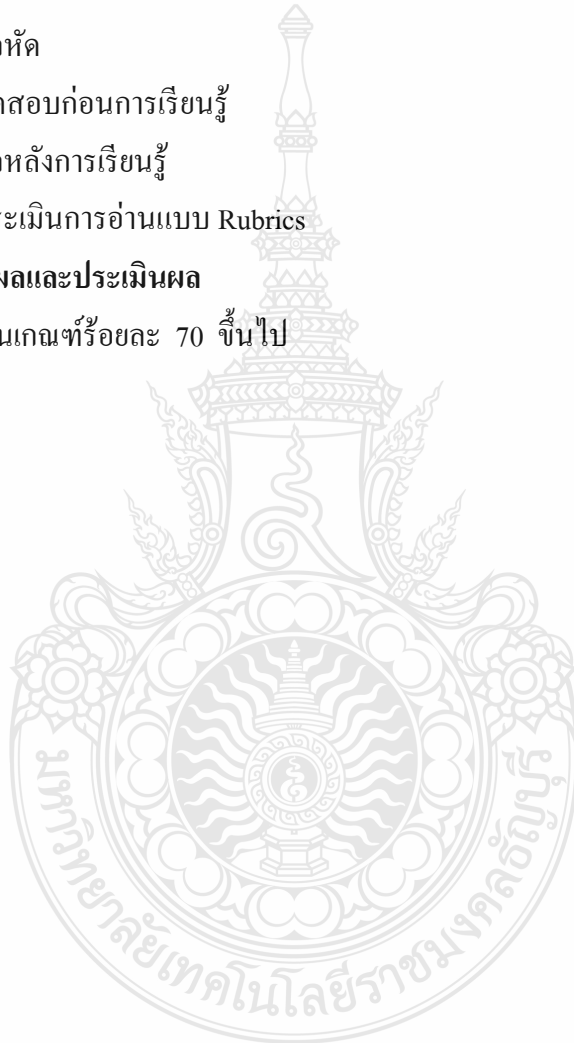 หัด
สอบก่อนการเรียนรู้
หลังการเรียนรู้
ระเมินการอ่านแบบ Rubrics
ผลและประเมินผล
นเกณฑ์ร้อยละ 70 ขึ้นไป
มหาวิทยาลัยเทคโนโลยีราชมงคลธัญบุรี